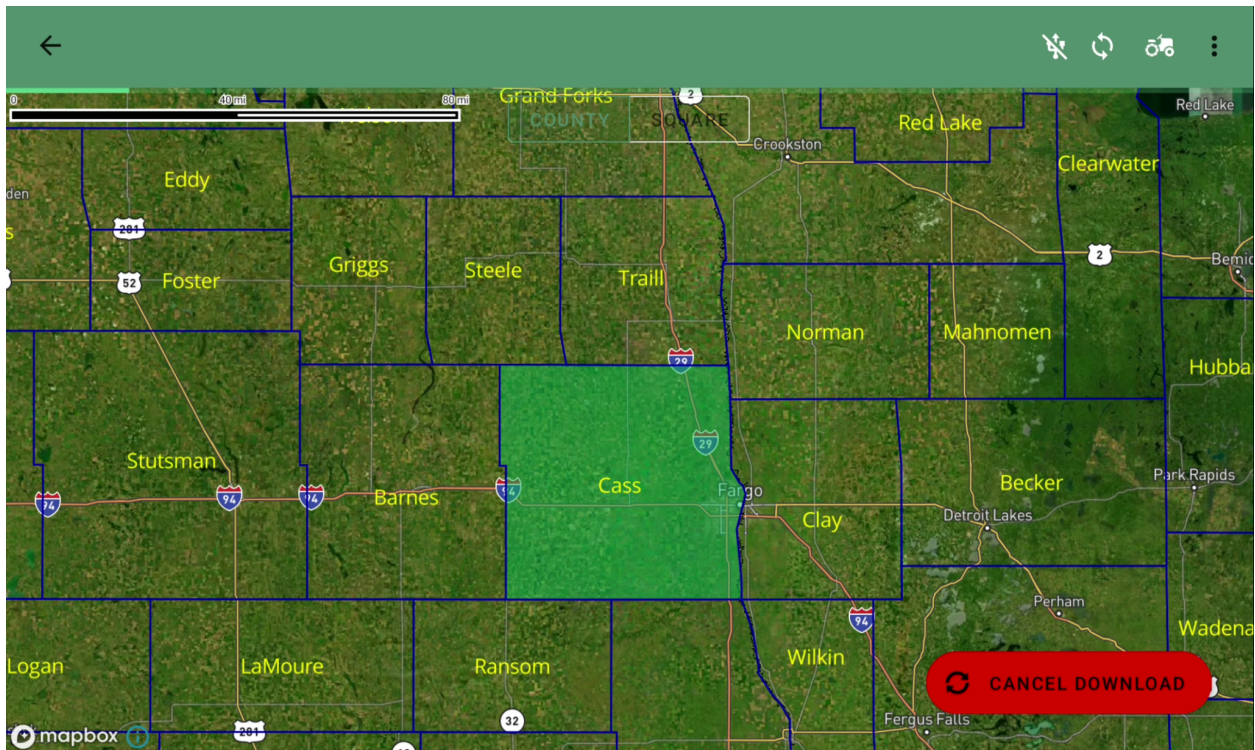 0
40 mi
80 mi
Grand Forks
2
COUNTY
SQUARE
Red Lake
Red Lake
Crookston
Clearwater
Eddy
281
Griggs
Steele
Traill
2
Foster
52
Norman
Mahnomen
29
29
Stutsman
94
94
94
Barnes
94
Cass
Fargo
Clay
Becker
Park Rapids
Detroit Lakes
Perham
94
Wadena
Logan
LaMoure
Ransom
Wilkin
CANCEL DOWNLOAD
32
281
Fergus Falls
mapbox